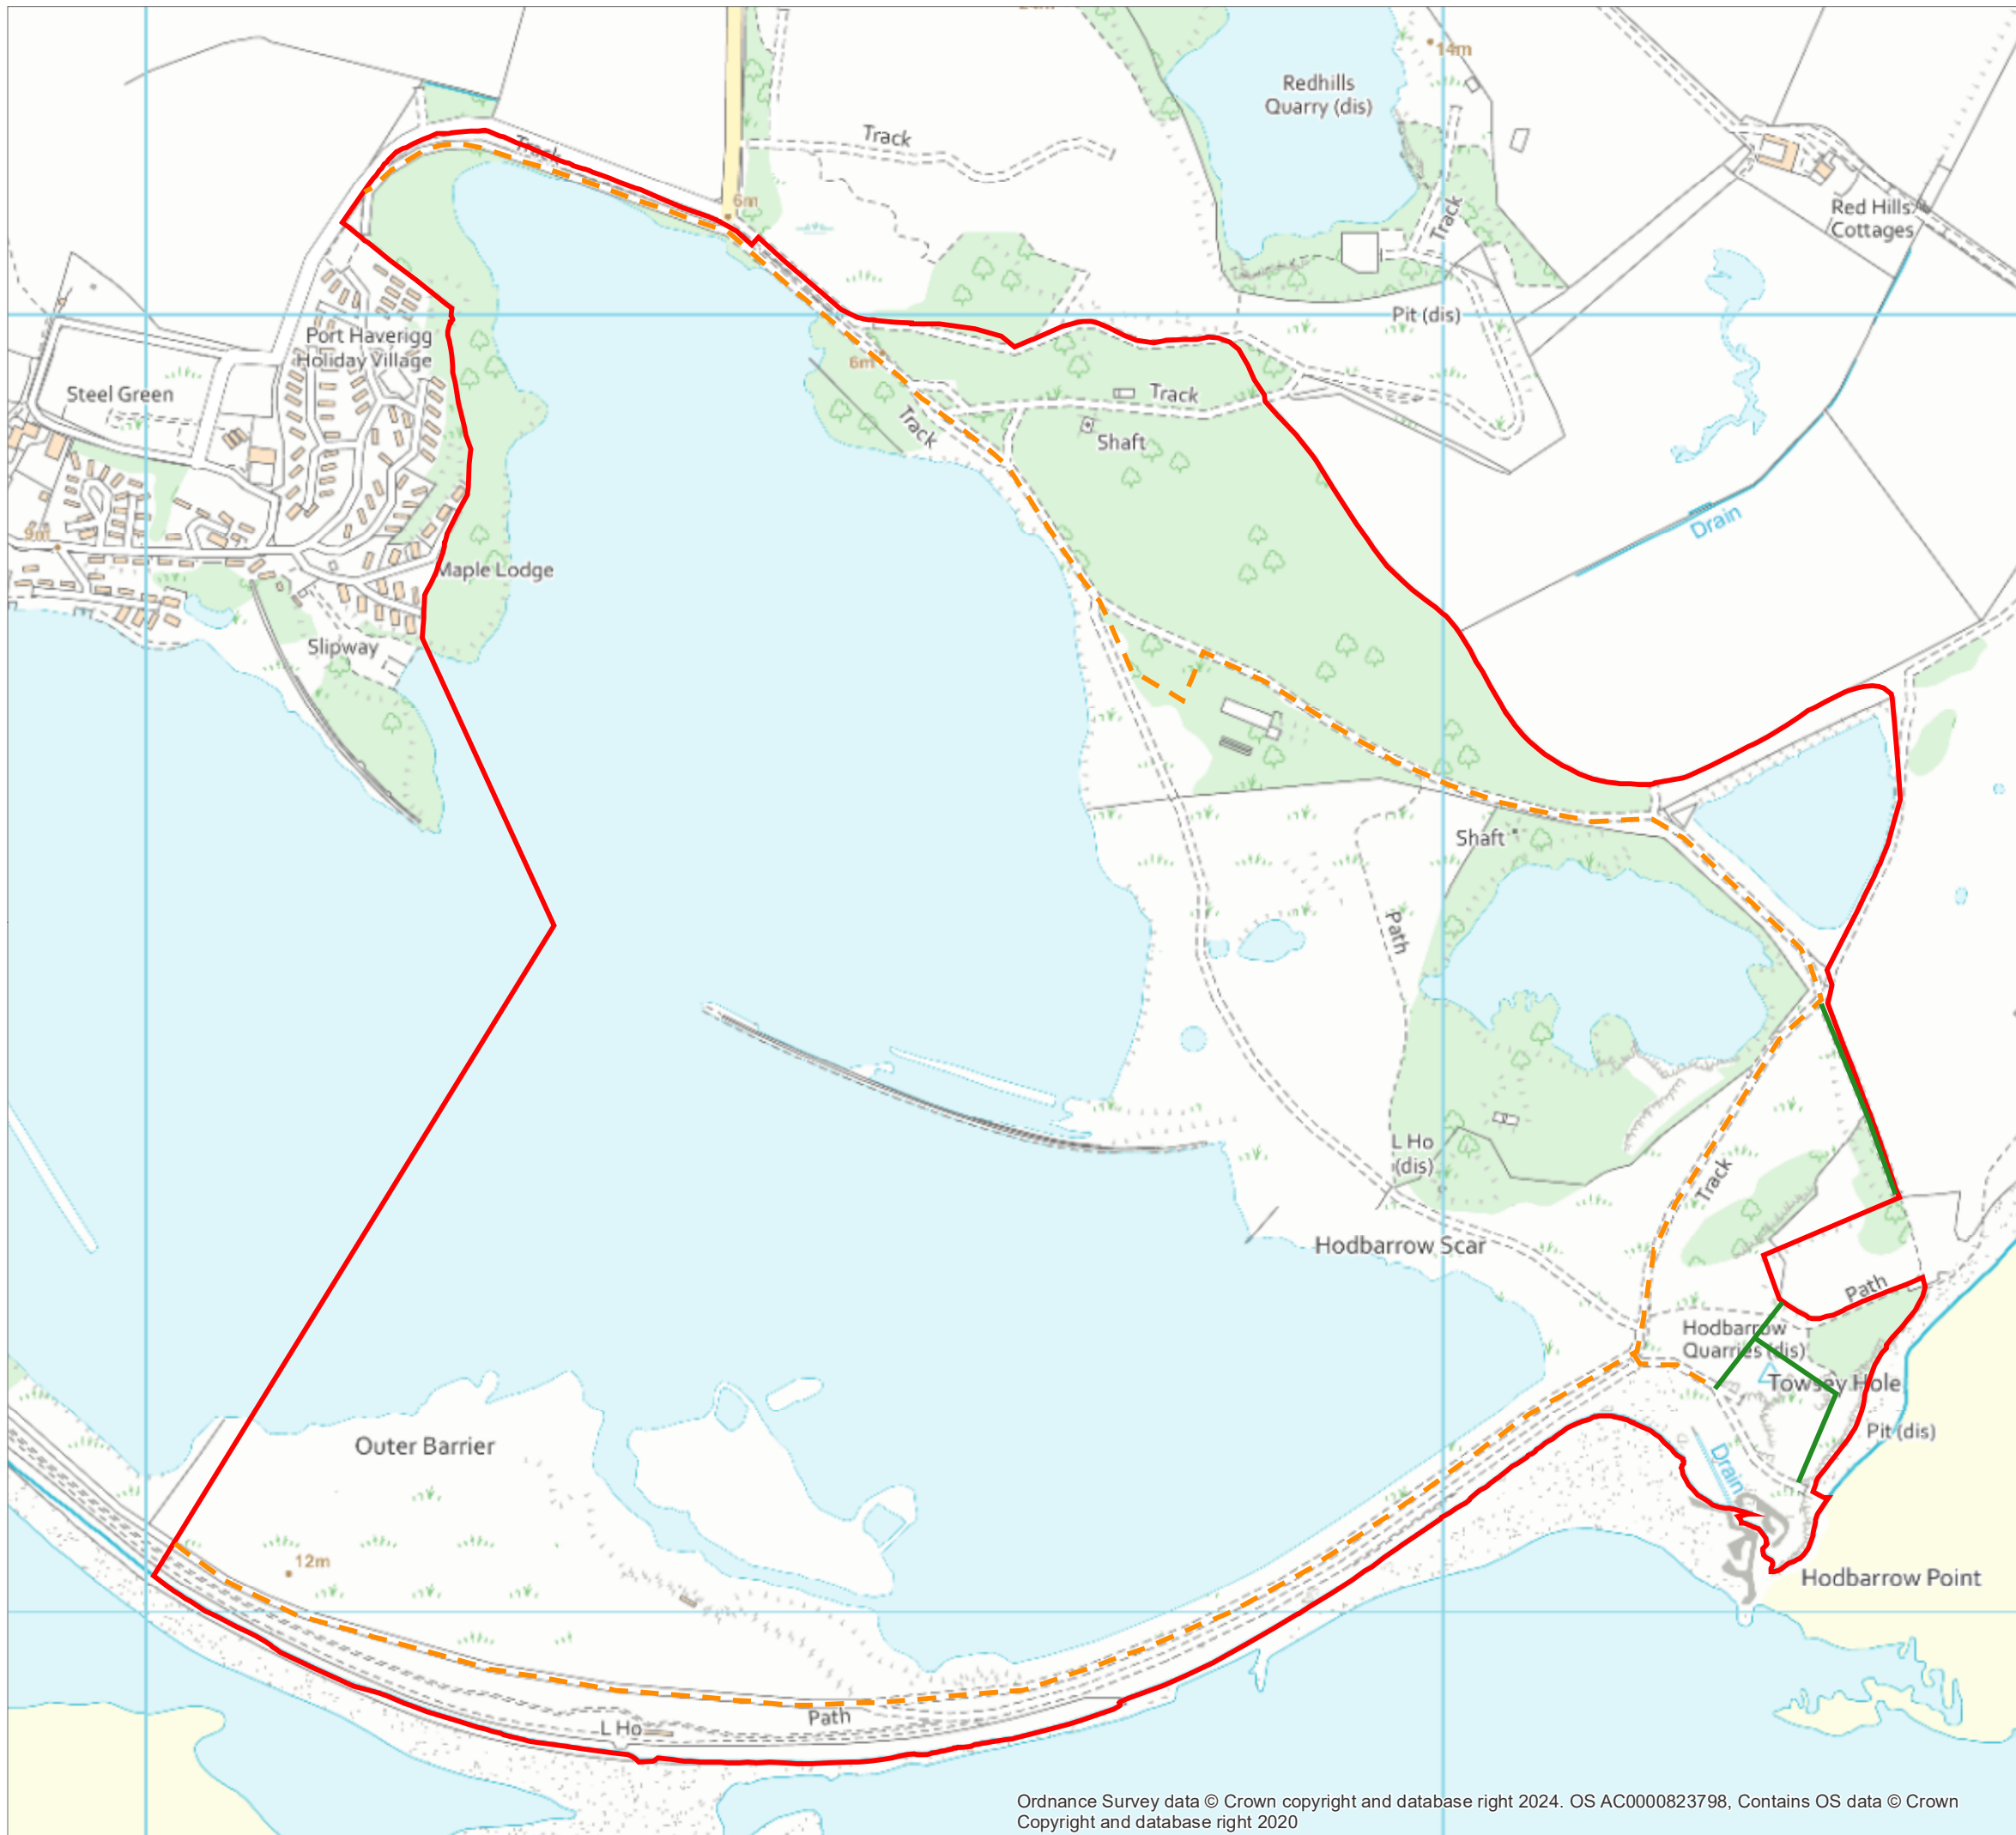 14m
Redhills
Quarry (dis)
Track
Track
6m
Track
Red Hills
Cottages
Pit (dis)
Port Haverigg
Holiday Village
6m
Steel Green
Track
Track
Shaft
Drain
9m
Maple Lodge
Slipway
Shaft
Path
L Ho
(dis)
Track
Hodbarrow Scar
Path
Hodbarrow
Quarries (dis)
Towsey Hole
Pit (dis)
Outer Barrier
Drain
12m
Hodbarrow Point
Path
L Ho
Ordnance Survey data © Crown copyright and database right 2024. OS AC0000823798, Contains OS data © Crown
Copyright and database right 2020